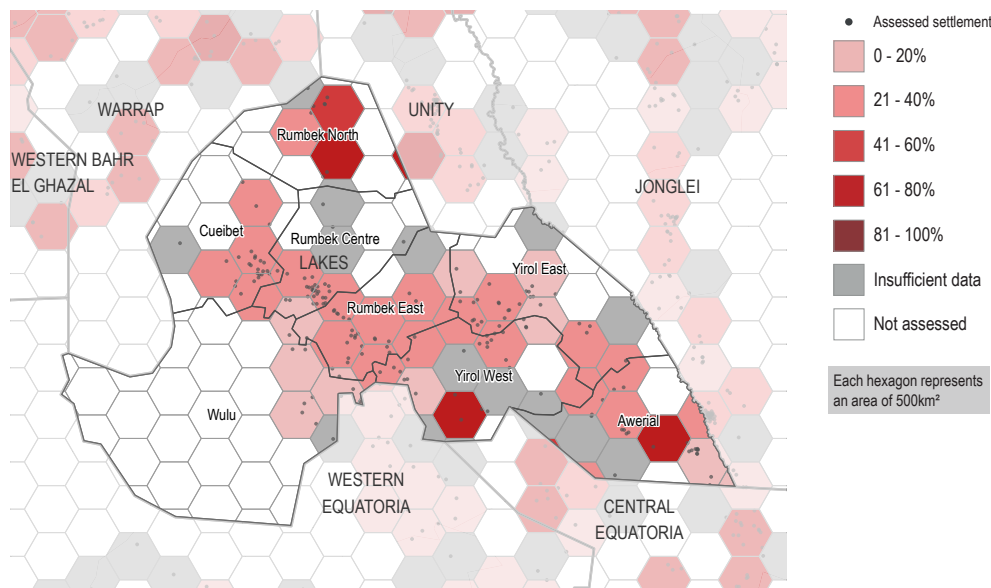 WARRAP
UNITY
Rumbek North
WESTERN BAHR
EL GHAZAL
JONGLEI
Cueibet
Rumbek Centre
LAKES
Yirol East
Rumbek East
Yirol West
Wulu
Awerial
WESTERN
EQUATORIA
CENTRAL
EQUATORIA
Assessed settlement
0 - 20%
21 - 40%
41 - 60%
61 - 80%
81 - 100%
Insufficient data
Not assessed
Each hexagon represents
an area of 500km²